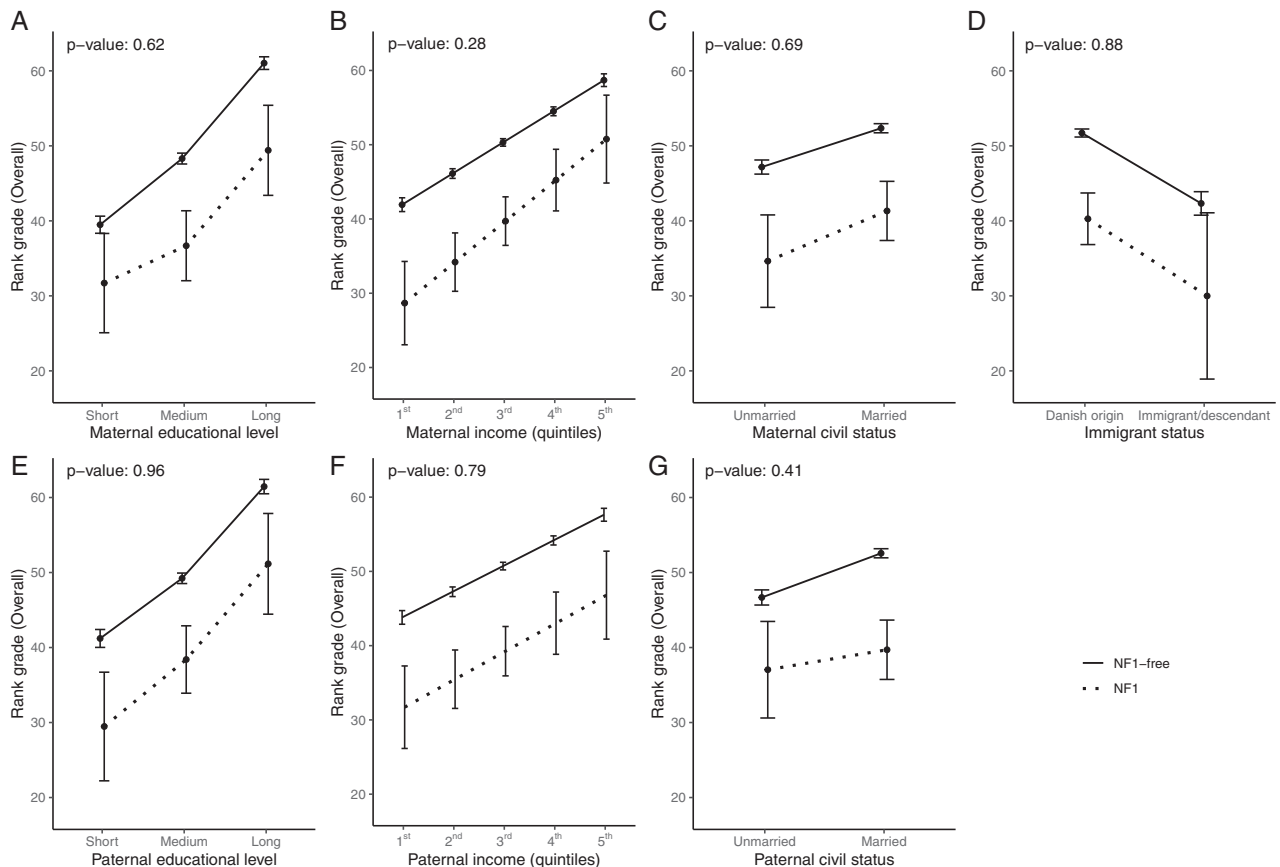 A
p-value: 0.62
60
50
40
30
20
Rank grade (Overall)
Short Medium Long
Maternal educational level
B
p-value: 0.28
60
50
40
30
20
Rank grade (Overall)
1st 2nd 3rd 4th 5th
Maternal income (quintiles)
C
p-value: 0.69
60
50
40
30
20
Rank grade (Overall)
Unmarried Married
Maternal civil status
D
p-value: 0.88
60
50
40
30
20
Rank grade (Overall)
Danish origin Immigrant/descendant
Immigrant status
E
p-value: 0.96
60
50
40
30
20
Rank grade (Overall)
Short Medium Long
Paternal educational level
F
p-value: 0.79
60
50
40
30
20
Rank grade (Overall)
1st 2nd 3rd 4th 5th
Paternal income (quintiles)
G
p-value: 0.41
60
50
40
30
20
Rank grade (Overall)
Unmarried Married
Paternal civil status
NF1-free
NF1